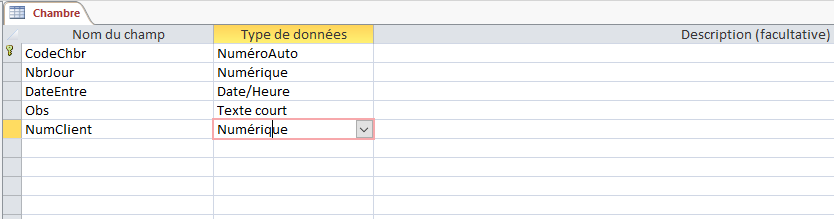 Chambre
Nom du champ Type de données Description (facultative)
CodeChbr NuméroAuto
NbrJour Numérique
DateEntre Date/Heure
Obs Texte court
NumClient Numérique